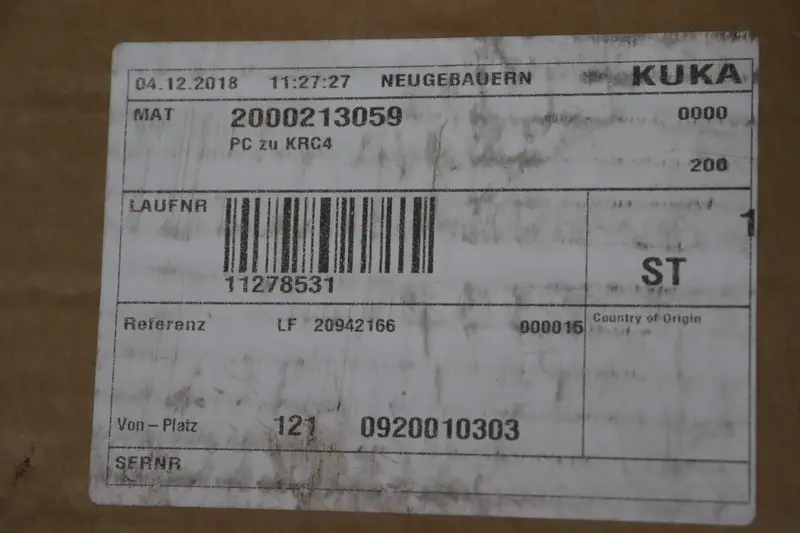 04.12.2018 11:27:27 NEUGEBAUERN KUKA
MAT 2000213059 0000
PC zu KRC4
200
LAUFNR
1
ST
11278531
Referenz LF 20942166 000015 Country of Origin
Von-Platz 121 0920010303
SERNR